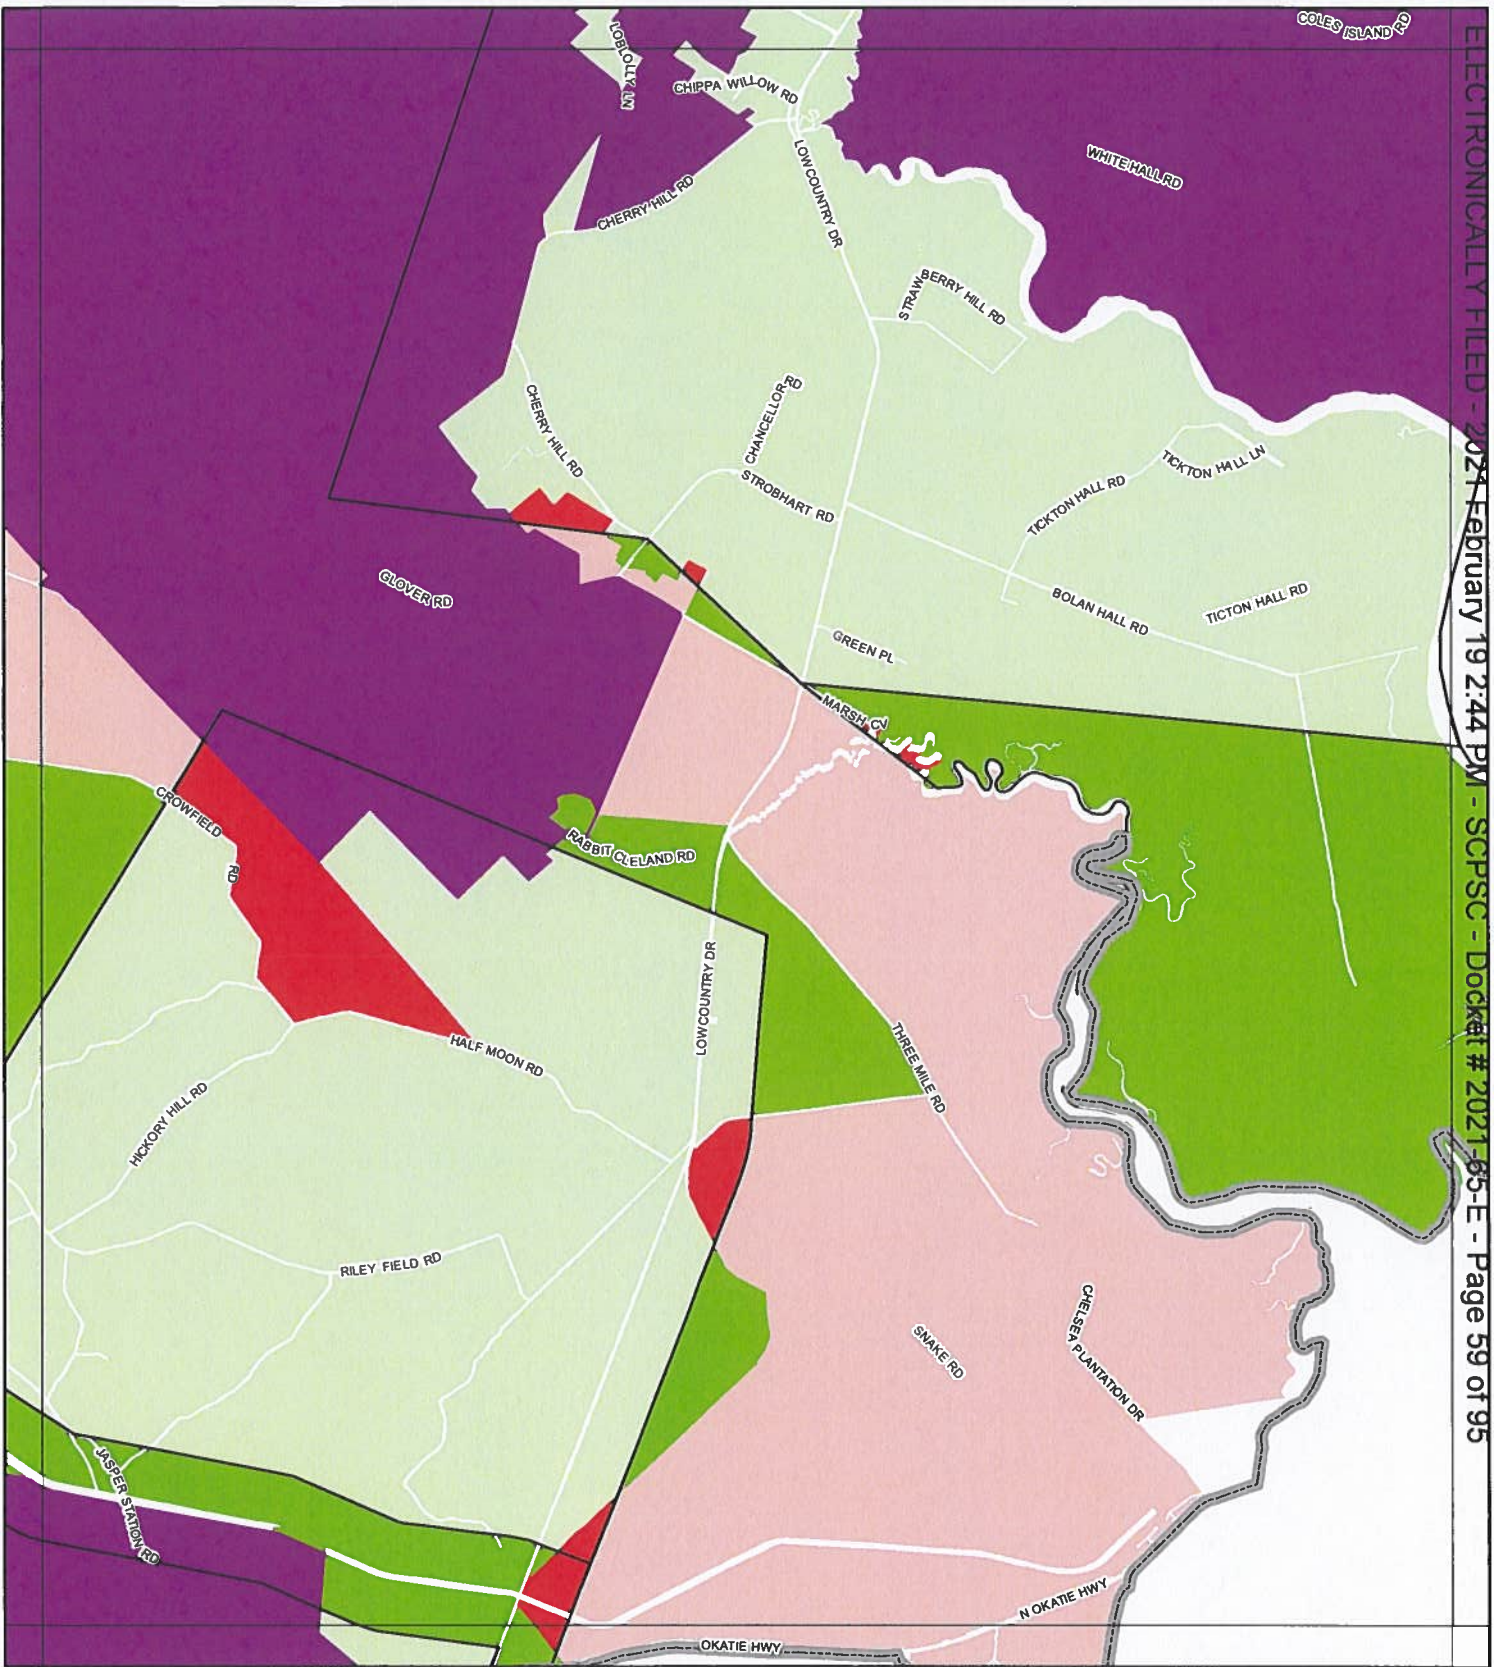 COLES ISLAND RD
LOBLOLLY LN
CHIPPA WILLOW RD
WHITE HALL RD
LOWCOUNTRY DR
CHERRY HILL RD
STRAWBERRY HILL RD
CHERRY HILL RD
CHANCELLOR RD
STROBHART RD
TICKTON HALL LN
TICKTON HALL RD
GLOVER RD
BOLAN HALL RD
TICTON HALL RD
GREEN PL
MARSH CV
CROWFIELD RD
RABBIT CLELAND RD
LOWCOUNTRY DR
HALF MOON RD
THREE MILE RD
HICKORY HILL RD
RILEY FIELD RD
SNAKE RD
CHELSEA PLANTATION DR
JASPER STATION RD
N OKATIE HWY
OKATIE HWY
ELECTRONICALLY FILED - 2021 February 19 2:44 PM - SCPSC - Docket # 2021-65-E - Page 59 of 95